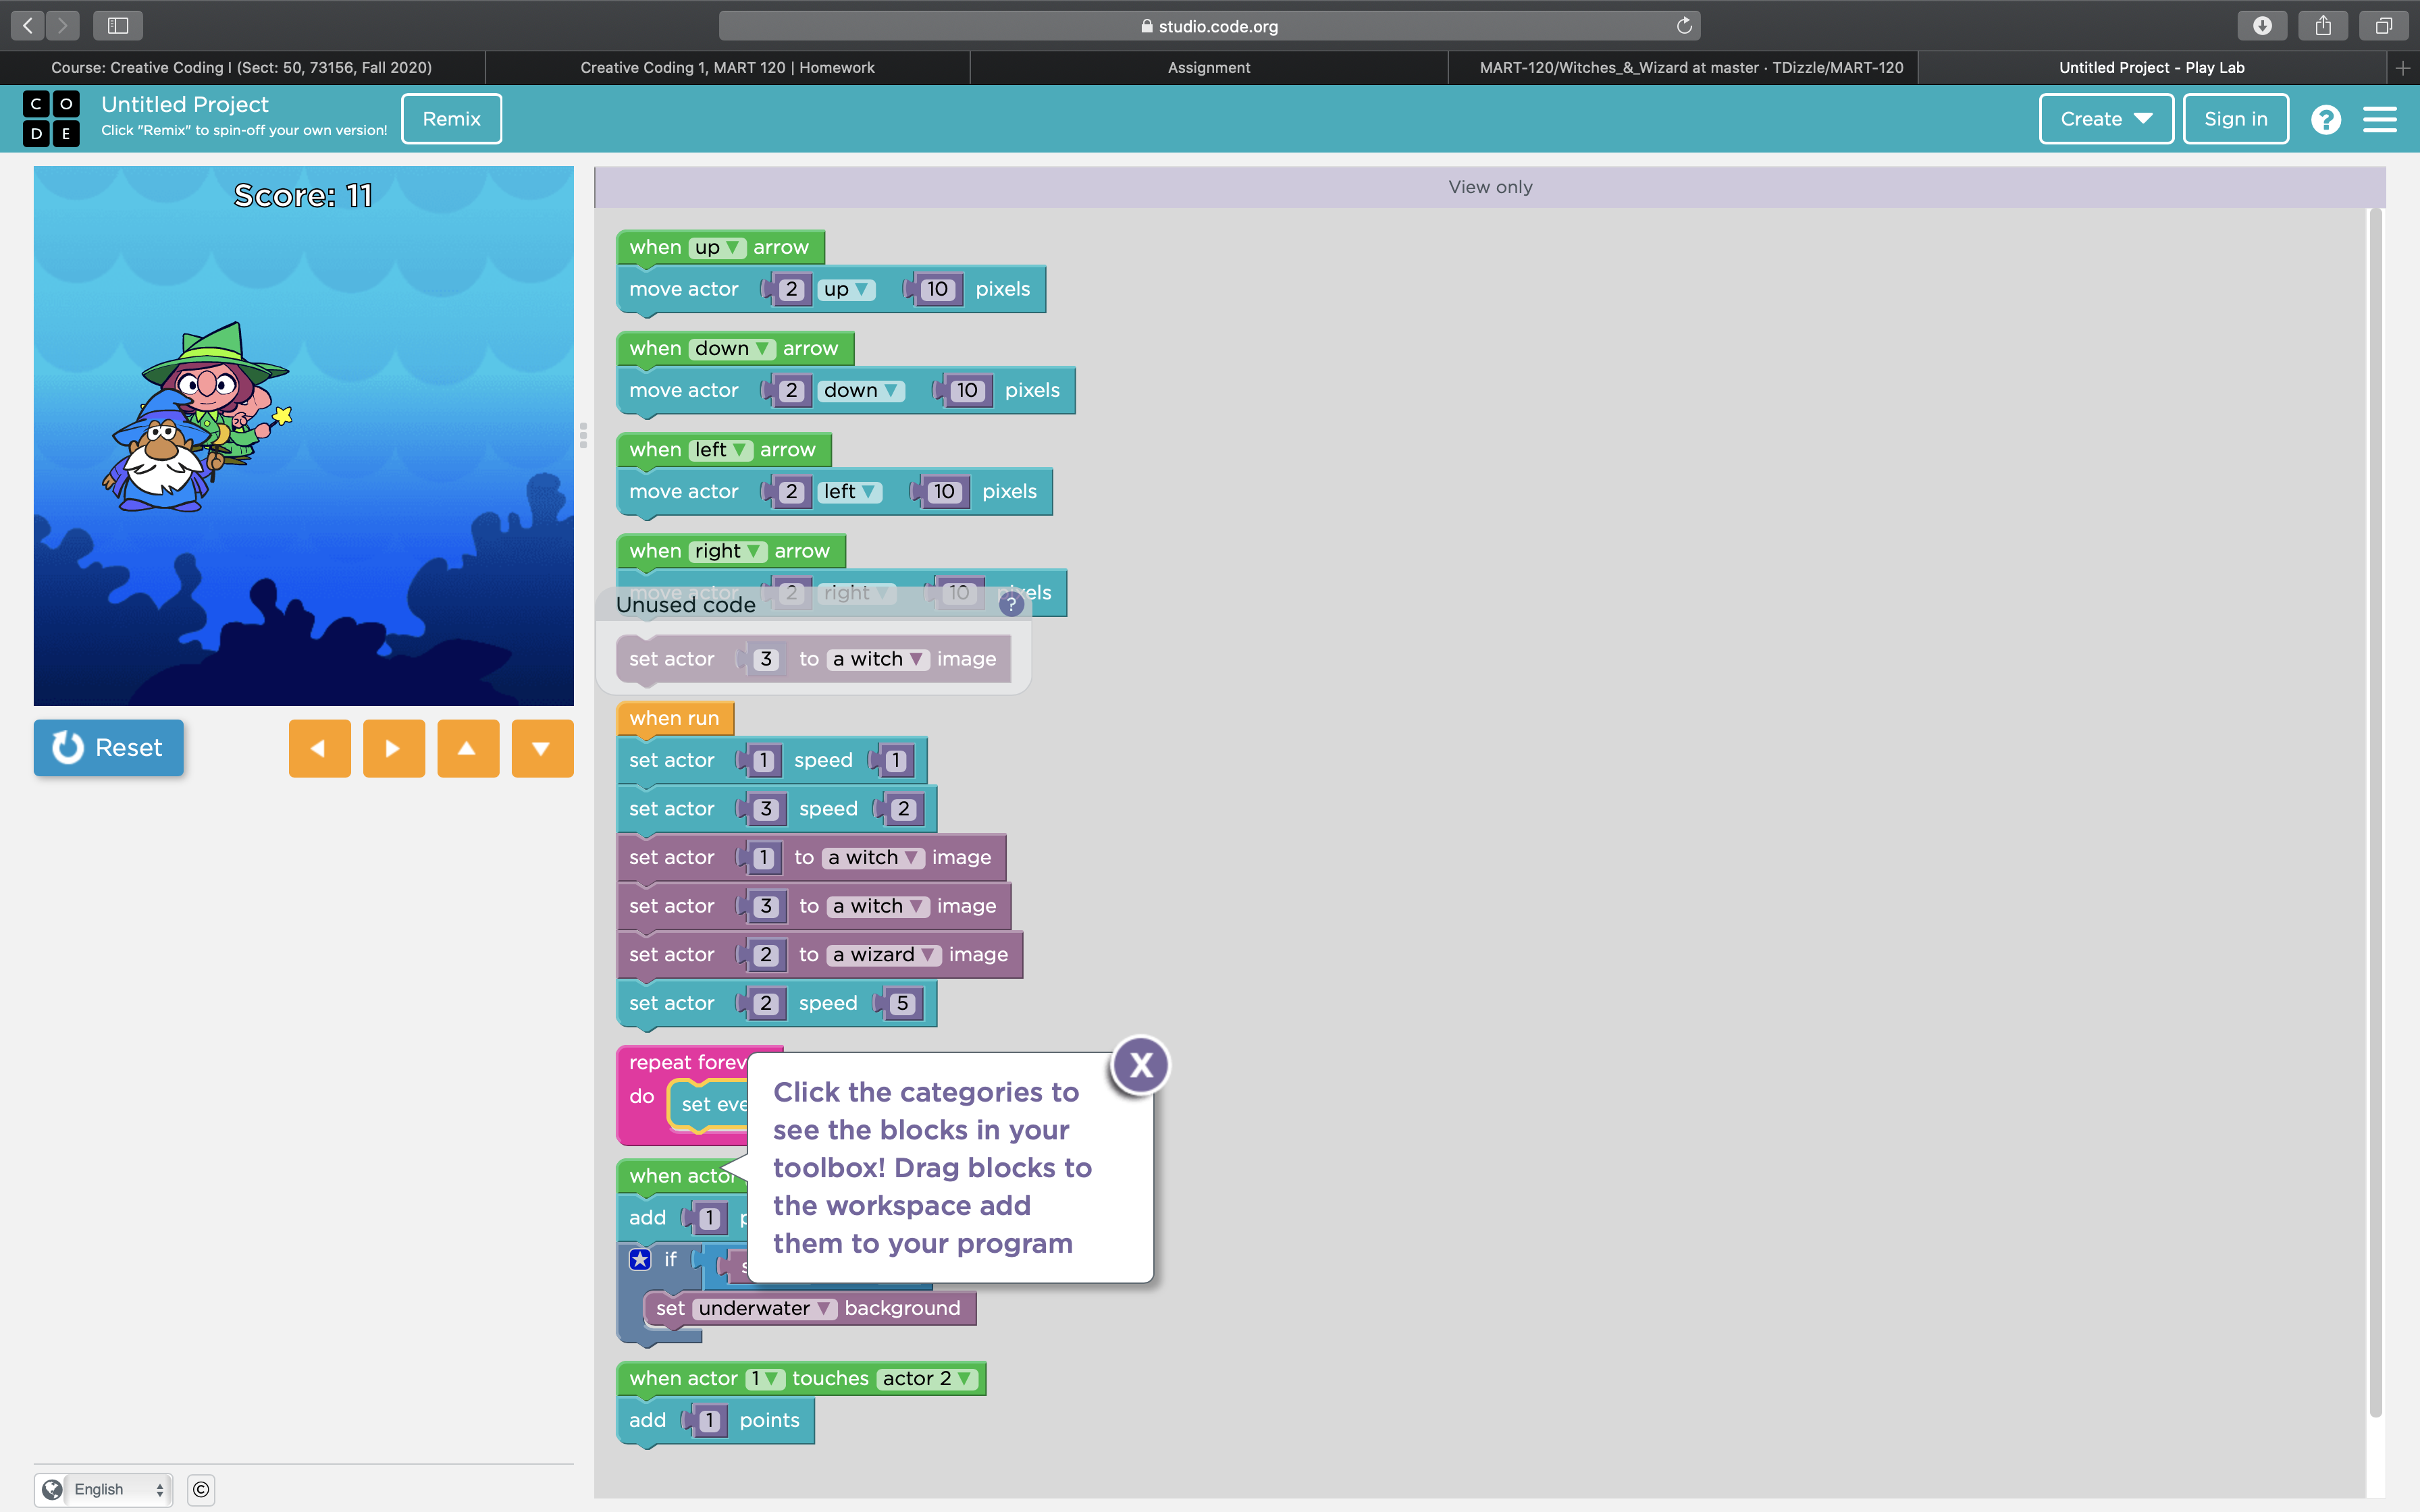 studio.code.org
Course: Creative Coding I (Sect: 50, 73156, Fall 2020)
Creative Coding 1, MART 120 | Homework
Assignment
MART-120/Witches_&_Wizard at master · TDizzle/MART-120
Untitled Project - Play Lab
C O
D E
Untitled Project
Click "Remix" to spin-off your own version!
Remix
Create
Sign in
?
Score: 11
Reset
View only
when up ▼ arrow
move actor 2 up ▼ 10 pixels
when down ▼ arrow
move actor 2 down ▼ 10 pixels
when left ▼ arrow
move actor 2 left ▼ 10 pixels
when right ▼ arrow
move actor 2 right ▼ 10 pixels
Unused code ?
set actor 3 to a witch ▼ image
when run
set actor 1 speed 1
set actor 3 speed 2
set actor 1 to a witch ▼ image
set actor 3 to a witch ▼ image
set actor 2 to a wizard ▼ image
set actor 2 speed 5
repeat forev
do set eve
when actor
add 1 p
if s
set underwater ▼ background
when actor 1 ▼ touches actor 2 ▼
add 1 points
X
Click the categories to
see the blocks in your
toolbox! Drag blocks to
the workspace add
them to your program
English
©